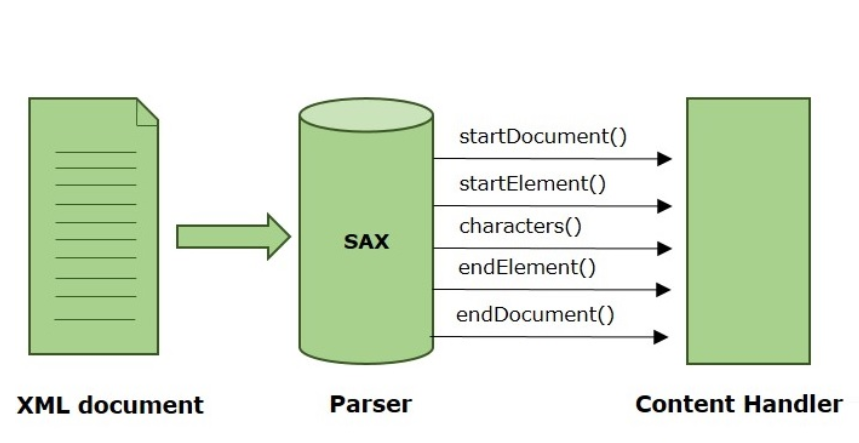 startDocument()
startElement()
characters()
SAX
endElement()
endDocument()
XML document
Parser
Content Handler